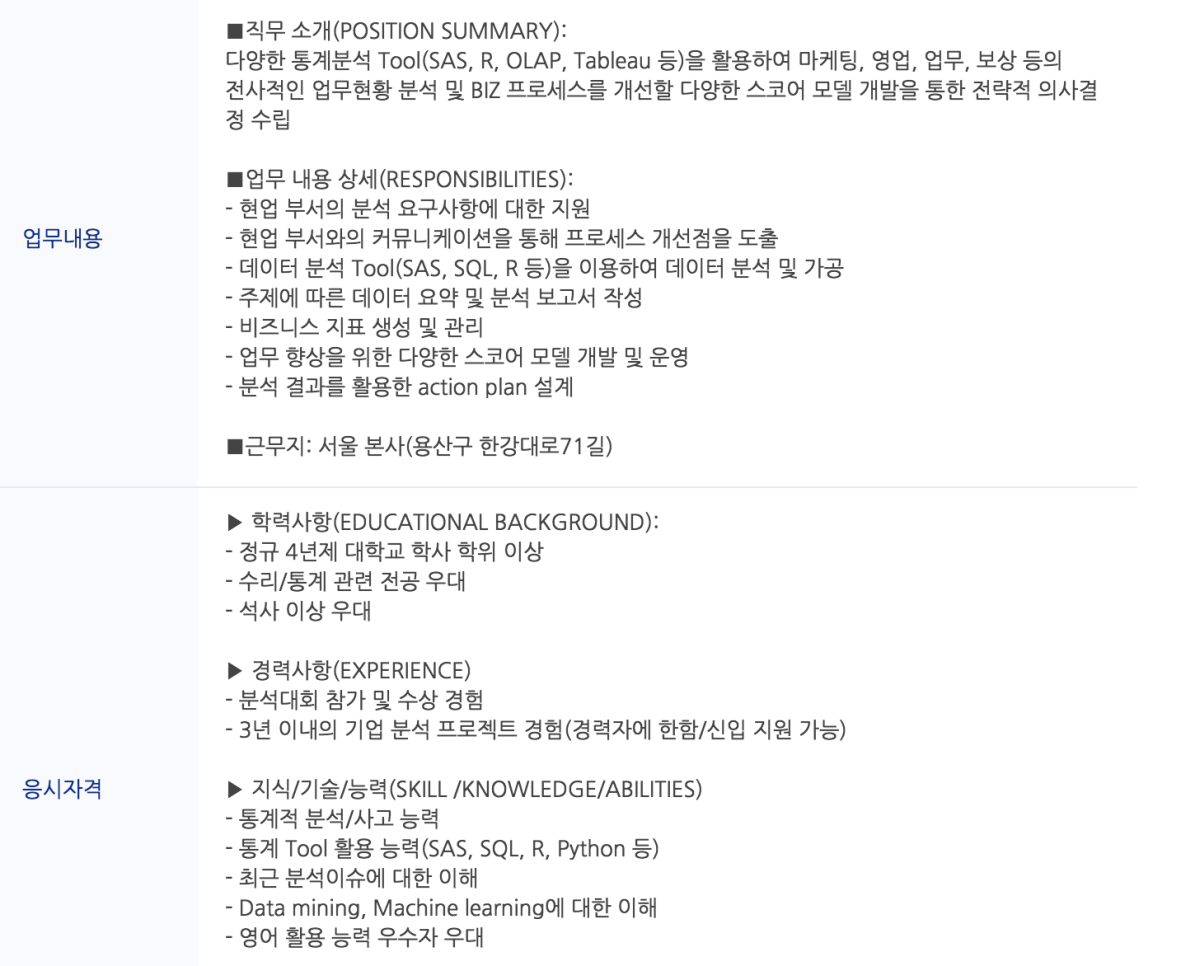 ■직무 소개(POSITION SUMMARY):
다양한 통계분석 Tool(SAS, R, OLAP, Tableau 등)을 활용하여 마케팅, 영업, 업무, 보상 등의
전사적인 업무현황 분석 및 BIZ 프로세스를 개선할 다양한 스코어 모델 개발을 통한 전략적 의사결
정 수립
■업무 내용 상세(RESPONSIBILITIES):
- 현업 부서의 분석 요구사항에 대한 지원
업무내용
- 현업 부서와의 커뮤니케이션을 통해 프로세스 개선점을 도출
- 데이터 분석 Tool(SAS, SQL, R 등)을 이용하여 데이터 분석 및 가공
- 주제에 따른 데이터 요약 및 분석 보고서 작성
- 비즈니스 지표 생성 및 관리
- 업무 향상을 위한 다양한 스코어 모델 개발 및 운영
- 분석 결과를 활용한 action plan 설계
■근무지: 서울 본사(용산구 한강대로71길)
▶ 학력사항(EDUCATIONAL BACKGROUND):
- 정규 4년제 대학교 학사 학위 이상
- 수리/통계 관련 전공 우대
- 석사 이상 우대
▶ 경력사항(EXPERIENCE)
- 분석대회 참가 및 수상 경험
- 3년 이내의 기업 분석 프로젝트 경험(경력자에 한함/신입 지원 가능)
응시자격
▶ 지식/기술/능력(SKILL /KNOWLEDGE/ABILITIES)
- 통계적 분석/사고 능력
- 통계 Tool 활용 능력(SAS, SQL, R, Python 등)
- 최근 분석이슈에 대한 이해
- Data mining, Machine learning에 대한 이해
- 영어 활용 능력 우수자 우대